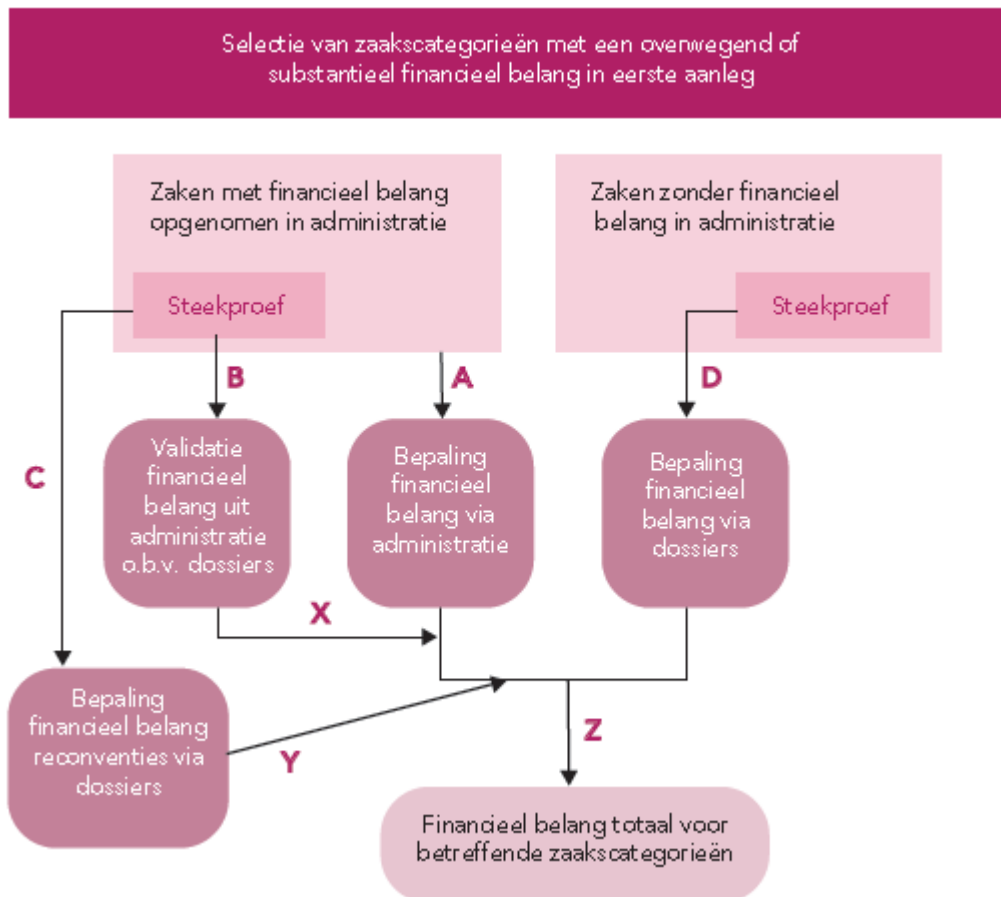 Selectie van zaakscategorieën met een overwegend of
substantieel financieel belang in eerste aanleg
Zaken met financieel belang
opgenomen in administratie
Steekproef
Zaken zonder financieel
belang in administratie
Steekproef
B
A
D
C
Validatie
financieel
belang uit
administratie
o.b.v. dossiers
Bepaling
financieel
belang via
administratie
Bepaling
financieel
belang via
dossiers
X
Bepaling
financieel belang
reconventies via
dossiers
Y
Z
Financieel belang totaal voor
betreffende zaakscategorieën